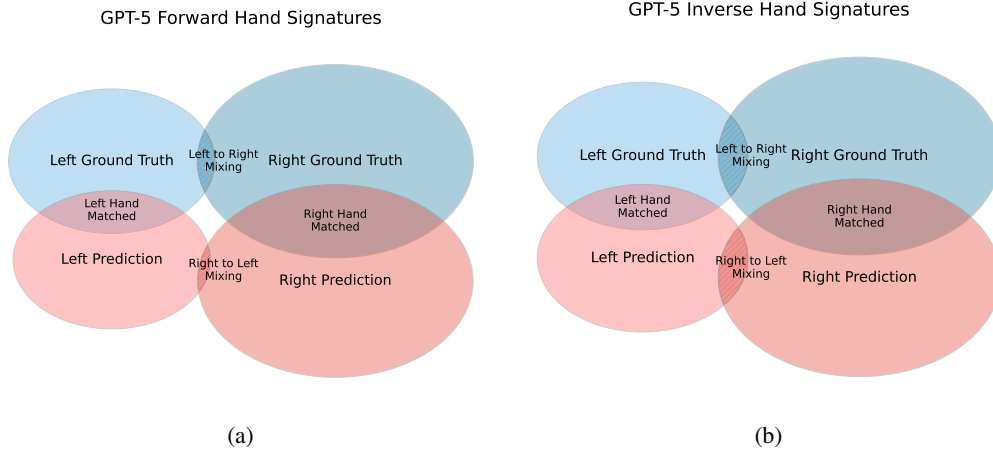 GPT-5 Forward Hand Signatures
Left Ground Truth
Left to Right
Mixing
Right Ground Truth
Left Hand
Matched
Right Hand
Matched
Left Prediction
Right to Left
Mixing
Right Prediction
(a)
GPT-5 Inverse Hand Signatures
Left Ground Truth
Left to Right
Mixing
Right Ground Truth
Left Hand
Matched
Right Hand
Matched
Left Prediction
Right to Left
Mixing
Right Prediction
(b)